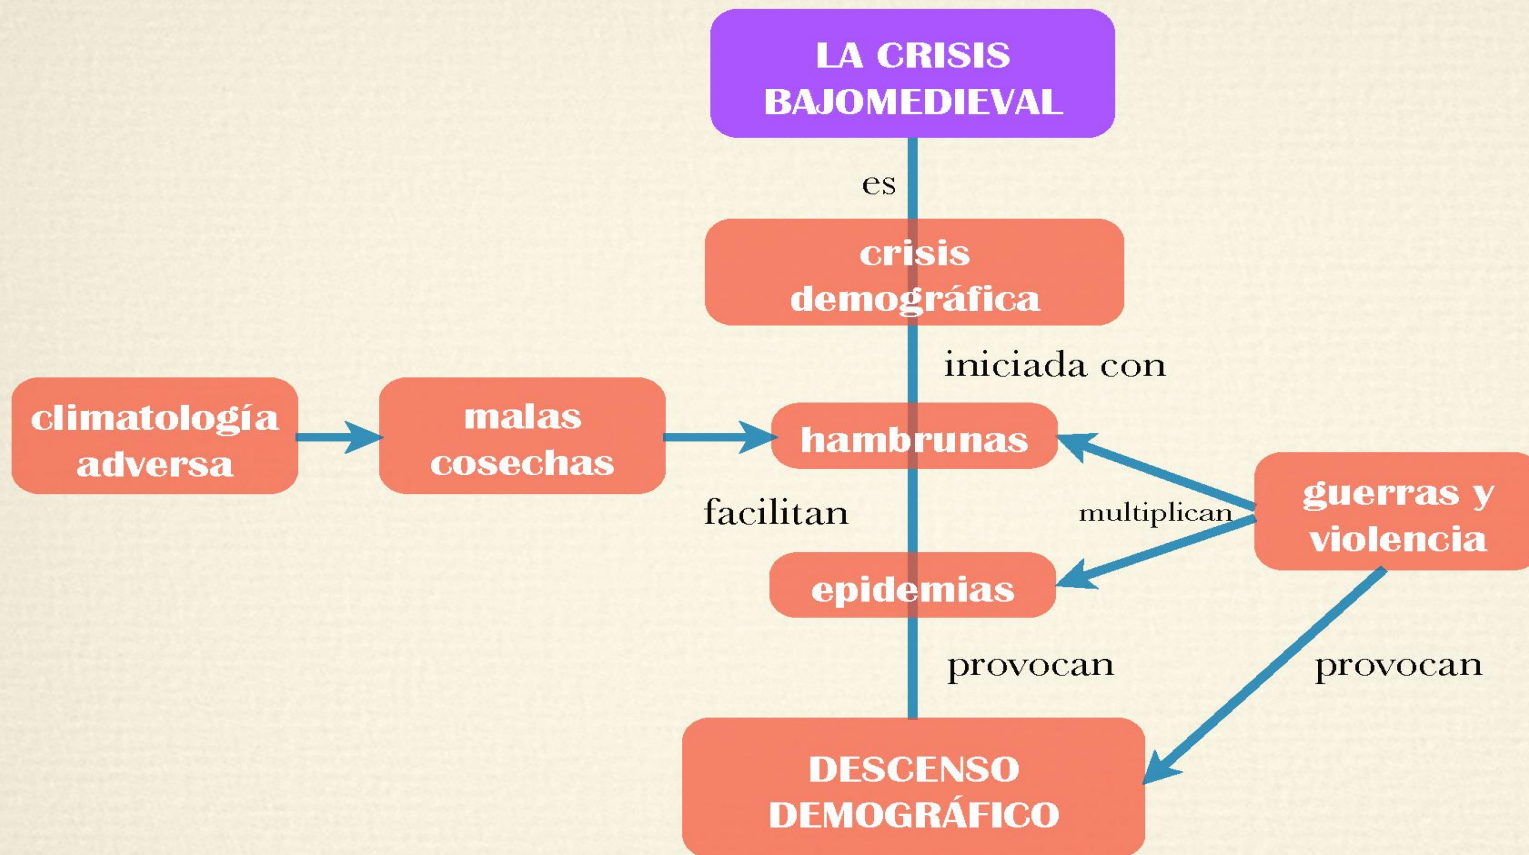 LA CRISIS
BAJOMEDIEVAL
es
crisis
demográfica
iniciada con
climatología
adversa
malas
cosechas
hambrunas
facilitan
multiplican
guerras y
violencia
epidemias
provocan
provocan
DESCENSO
DEMOGRÁFICO